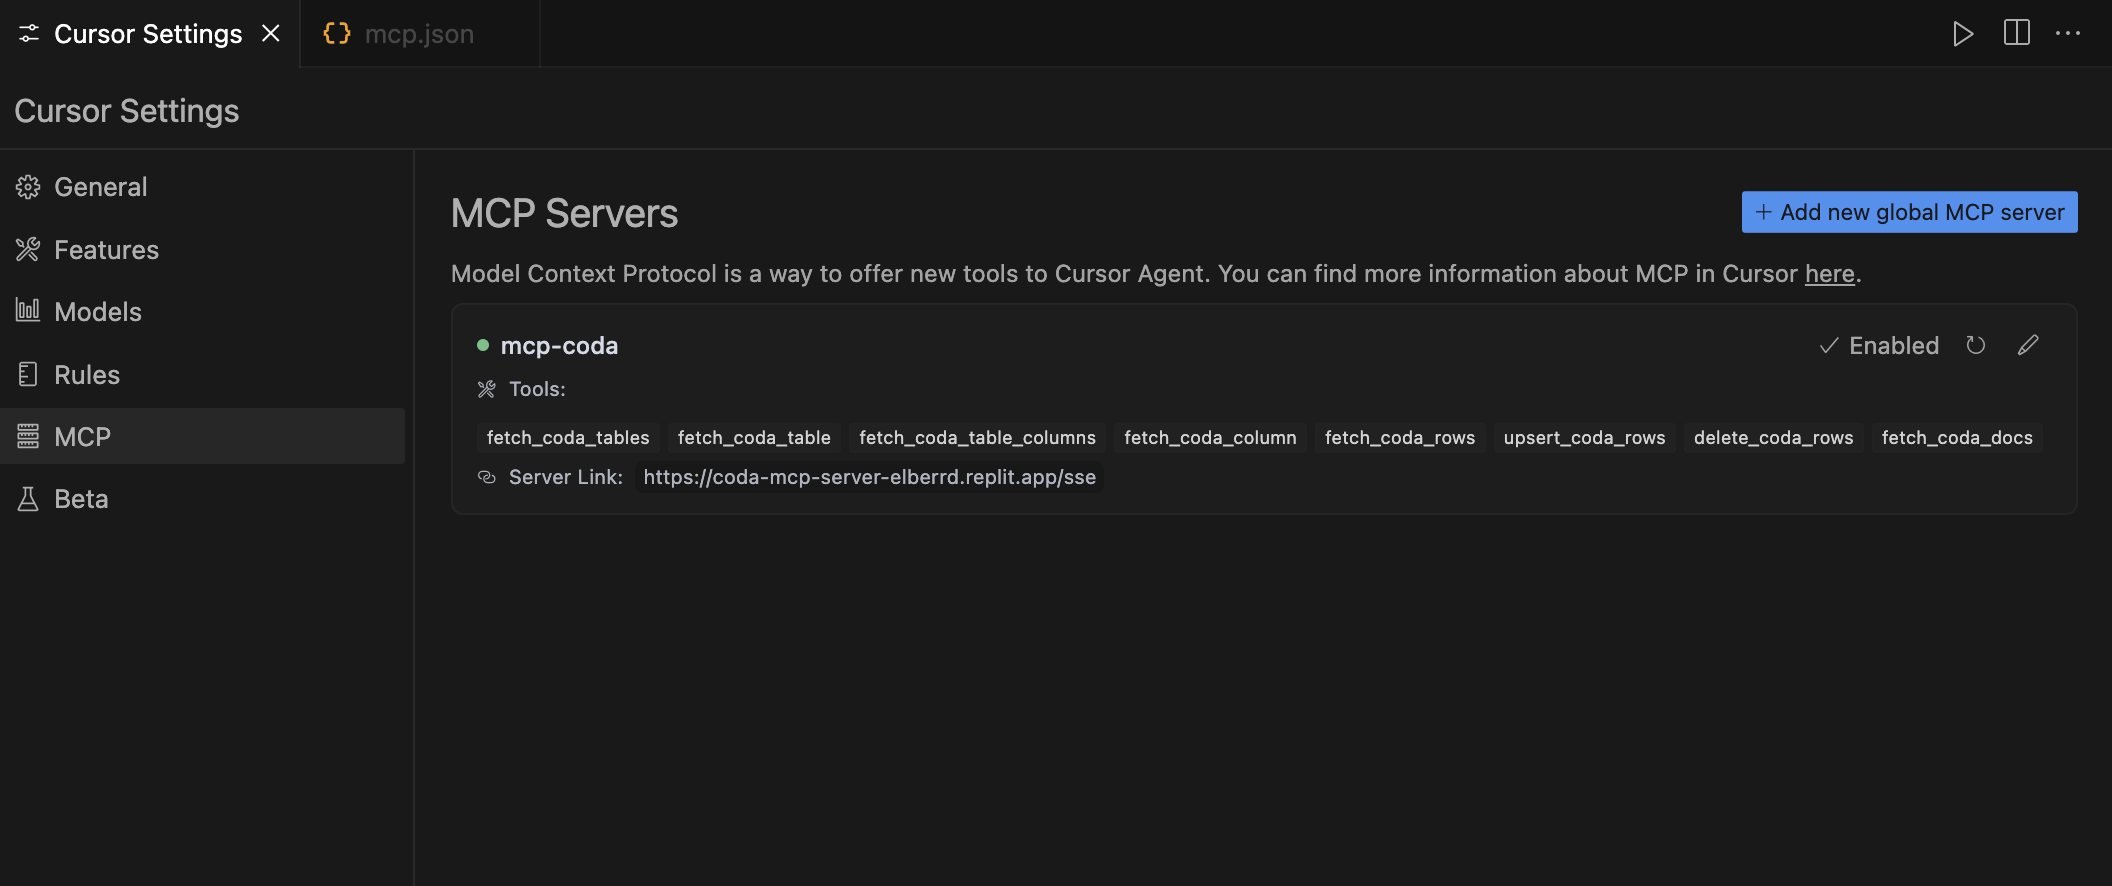 Cursor Settings
mcp.json
Cursor Settings
General
Features
Models
Rules
MCP
Beta
MCP Servers
+ Add new global MCP server
Model Context Protocol is a way to offer new tools to Cursor Agent. You can find more information about MCP in Cursor here.
mcp-coda
Enabled
Tools:
fetch_coda_tables fetch_coda_table fetch_coda_table_columns fetch_coda_column fetch_coda_rows upsert_coda_rows delete_coda_rows fetch_coda_docs
Server Link: https://coda-mcp-server-elberrd.replit.app/sse